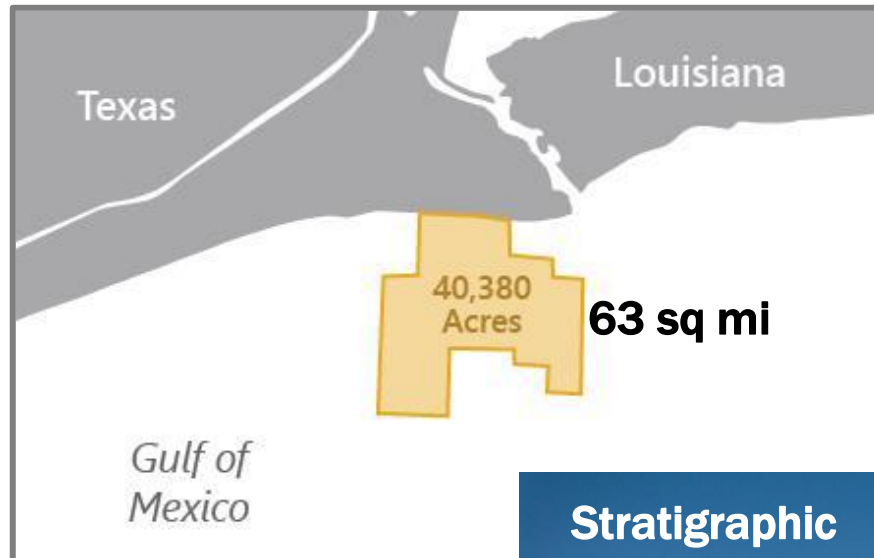 Texas
Louisiana
40,380
Acres
63 sq mi
Gulf of
Mexico
Stratigraphic